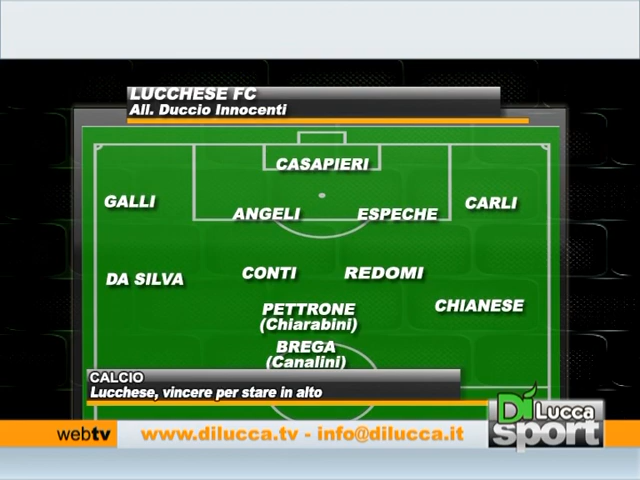 LUCCHESE FC
All. Duccio Innocenti
CASAPIERI
GALLI
CARLI
ANGELI
ESPECHE
DA SILVA
CONTI
REDOMI
CHIANESE
PETTRONE
(Chiarabini)
BREGA
(Canalini)
CALCIO
Lucchese, vincere per stare in alto
Di Lucca
sport
webtv
www.dilucca.tv - info@dilucca.it